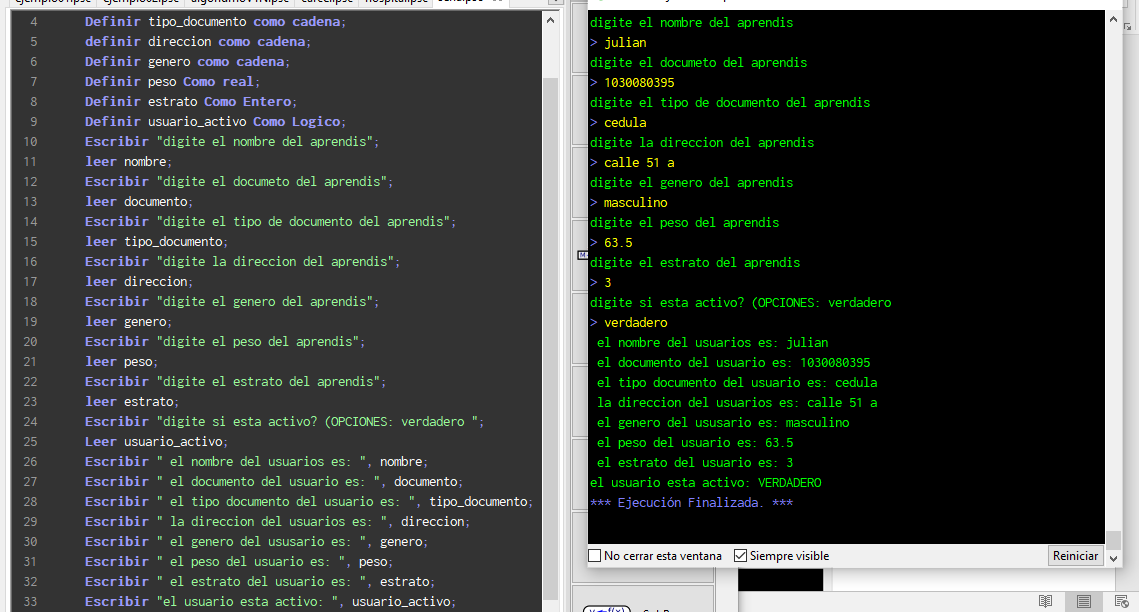 4 Definir tipo_documento como cadena;
5 definir direccion como cadena;
6 Definir genero como cadena;
7 Definir peso Como real;
8 Definir estrato Como Entero;
9 Definir usuario_activo Como Logico;
10 Escribir "digite el nombre del aprendis";
11 leer nombre;
12 Escribir "digite el documeto del aprendis";
13 leer documento;
14 Escribir "digite el tipo de documento del aprendis";
15 leer tipo_documento;
16 Escribir "digite la direccion del aprendis";
17 leer direccion;
18 Escribir "digite el genero del aprendis";
19 leer genero;
20 Escribir "digite el peso del aprendis";
21 leer peso;
22 Escribir "digite el estrato del aprendis";
23 leer estrato;
24 Escribir "digite si esta activo? (OPCIONES: verdadero ";
25 Leer usuario_activo;
26 Escribir " el nombre del usuarios es: ", nombre;
27 Escribir " el documento del usuario es: ", documento;
28 Escribir " el tipo documento del usuario es: ", tipo_documento;
29 Escribir " la direccion del usuarios es: ", direccion;
30 Escribir " el genero del ususario es: ", genero;
31 Escribir " el peso del usuario es: ", peso;
32 Escribir " el estrato del usuario es: ", estrato;
33 Escribir "el usuario esta activo: ", usuario_activo;
digite el nombre del aprendis
> julian
digite el documeto del aprendis
> 1030080395
digite el tipo de documento del aprendis
> cedula
digite la direccion del aprendis
> calle 51 a
digite el genero del aprendis
> masculino
digite el peso del aprendis
> 63.5
digite el estrato del aprendis
> 3
digite si esta activo? (OPCIONES: verdadero
> verdadero
el nombre del usuarios es: julian
el documento del usuario es: 1030080395
el tipo documento del usuario es: cedula
la direccion del usuarios es: calle 51 a
el genero del ususario es: masculino
el peso del usuario es: 63.5
el estrato del usuario es: 3
el usuario esta activo: VERDADERO
*** Ejecución Finalizada. ***
No cerrar esta ventana
Siempre visible
Reiniciar